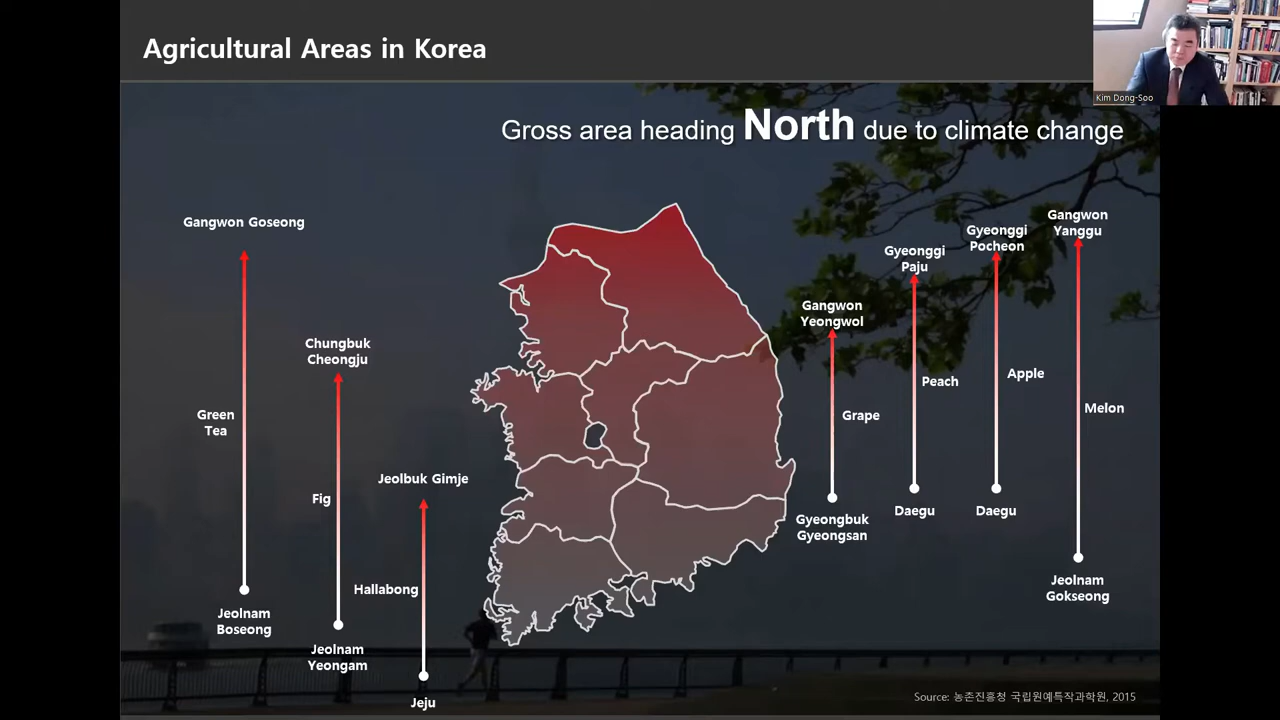 Agricultural Areas in Korea
Kim Dong-Soo
Gross area heading North due to climate change
Gangwon Goseong
Green
Tea
Jeolnam
Boseong
Chungbuk
Cheongju
Fig
Jeolnam
Yeongam
Jeolbuk Gimje
Hallabong
Jeju
Gangwon
Yeongwol
Grape
Gyeongbuk
Gyeongsan
Gyeonggi
Paju
Peach
Daegu
Gyeonggi
Pocheon
Apple
Daegu
Gangwon
Yanggu
Melon
Jeolnam
Gokseong
Source: 농촌진흥청 국립원예특작과학원, 2015